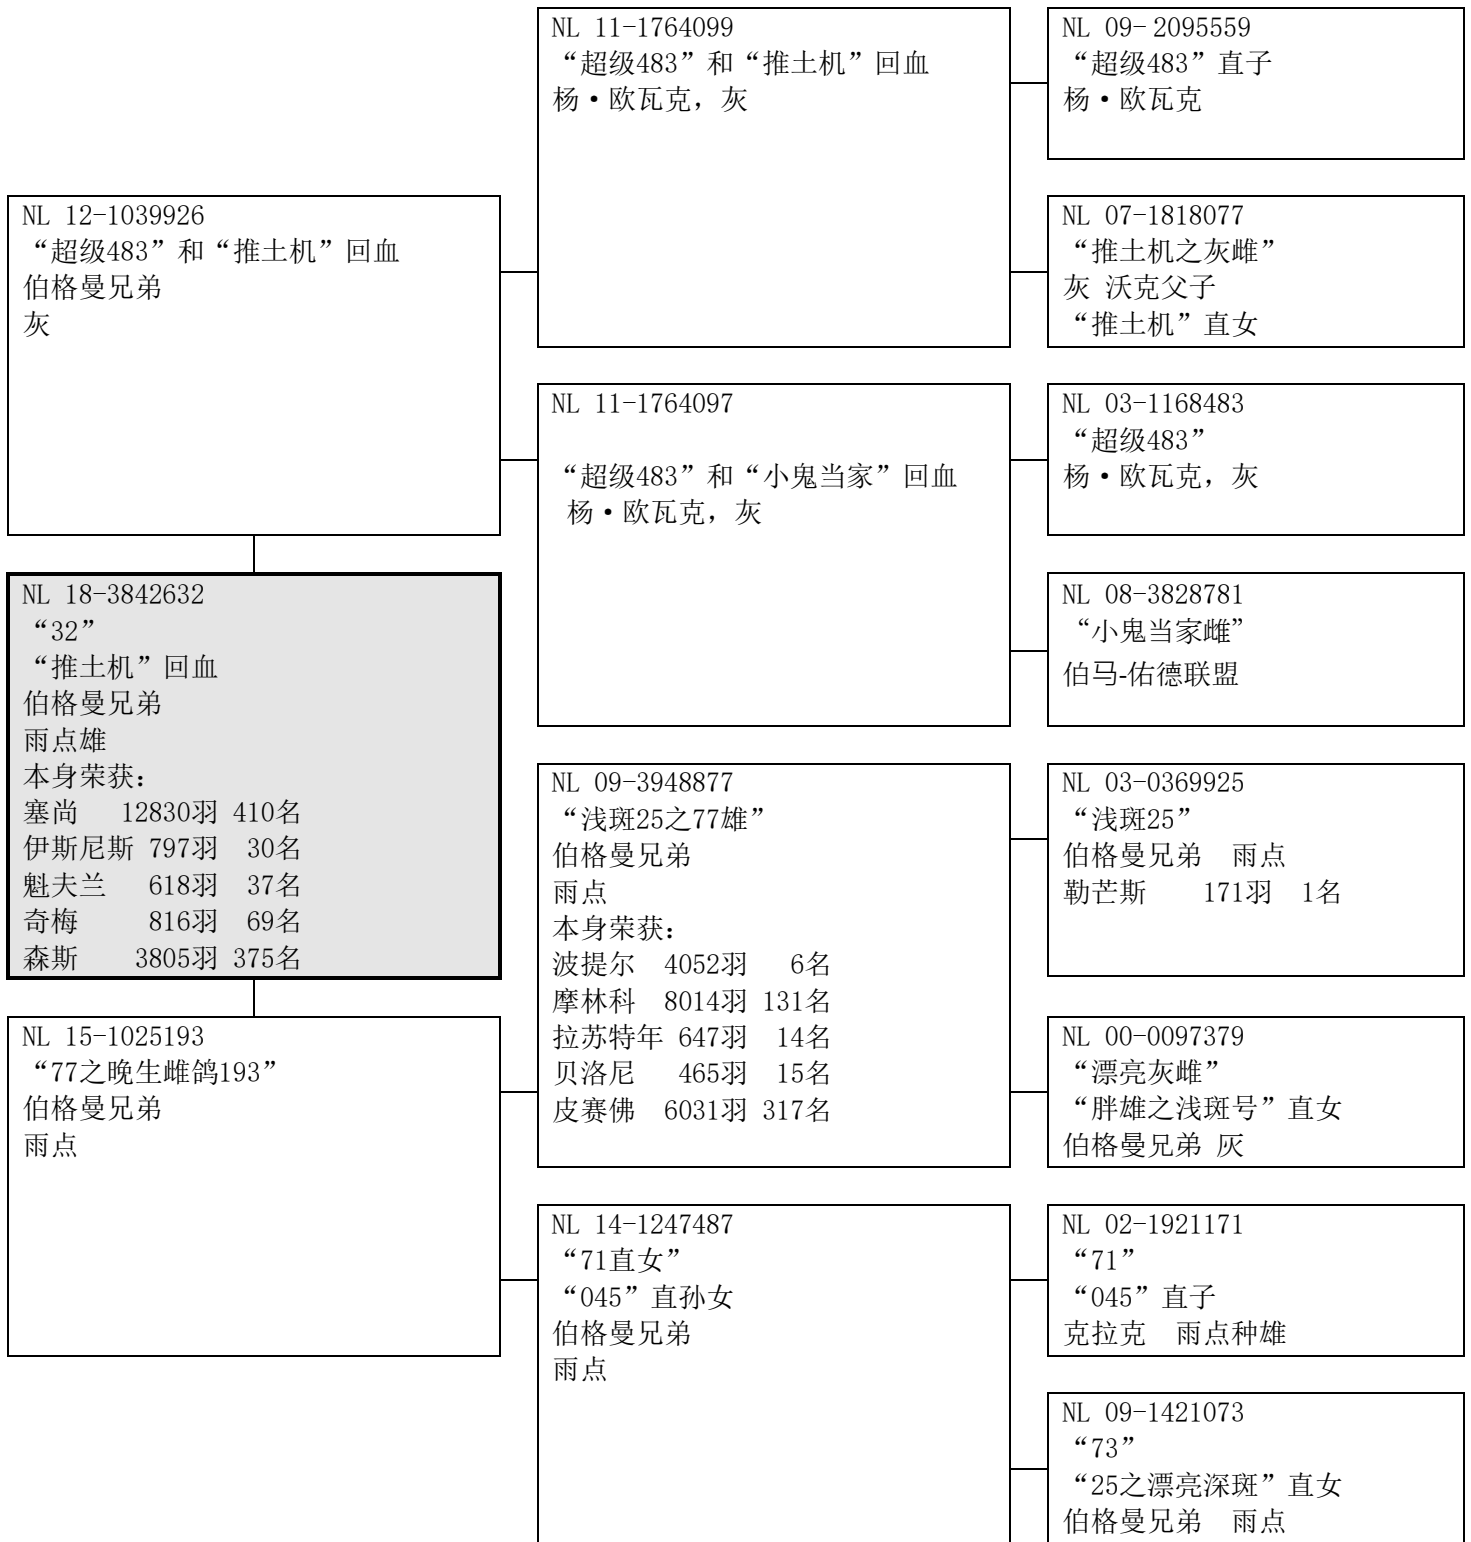 NL 12-1039926
“超级483”和“推土机”回血
伯格曼兄弟
灰
NL 18-3842632
“32”
“推土机”回血
伯格曼兄弟
雨点雄
本身荣获：
塞尚 12830羽 410名
伊斯尼斯 797羽 30名
魁夫兰 618羽 37名
奇梅 816羽 69名
森斯 3805羽 375名
NL 15-1025193
“77之晚生雌鸽193”
伯格曼兄弟
雨点
NL 11-1764099
“超级483”和“推土机”回血
杨·欧瓦克，灰
NL 11-1764097
“超级483”和“小鬼当家”回血
杨·欧瓦克，灰
NL 09-3948877
“浅斑25之77雄”
伯格曼兄弟
雨点
本身荣获：
波提尔 4052羽 6名
摩林科 8014羽 131名
拉苏特年 647羽 14名
贝洛尼 465羽 15名
皮赛佛 6031羽 317名
NL 14-1247487
“71直女”
“045”直孙女
伯格曼兄弟
雨点
NL 09- 2095559
“超级483”直子
杨·欧瓦克
NL 07-1818077
“推土机之灰雌”
灰 沃克父子
“推土机”直女
NL 03-1168483
“超级483”
杨·欧瓦克，灰
NL 08-3828781
“小鬼当家雌”
伯马-佑德联盟
NL 03-0369925
“浅斑25”
伯格曼兄弟 雨点
勒芒斯 171羽 1名
NL 00-0097379
“漂亮灰雌”
“胖雄之浅斑号”直女
伯格曼兄弟 灰
NL 02-1921171
“71”
“045”直子
克拉克 雨点种雄
NL 09-1421073
“73”
“25之漂亮深斑”直女
伯格曼兄弟 雨点